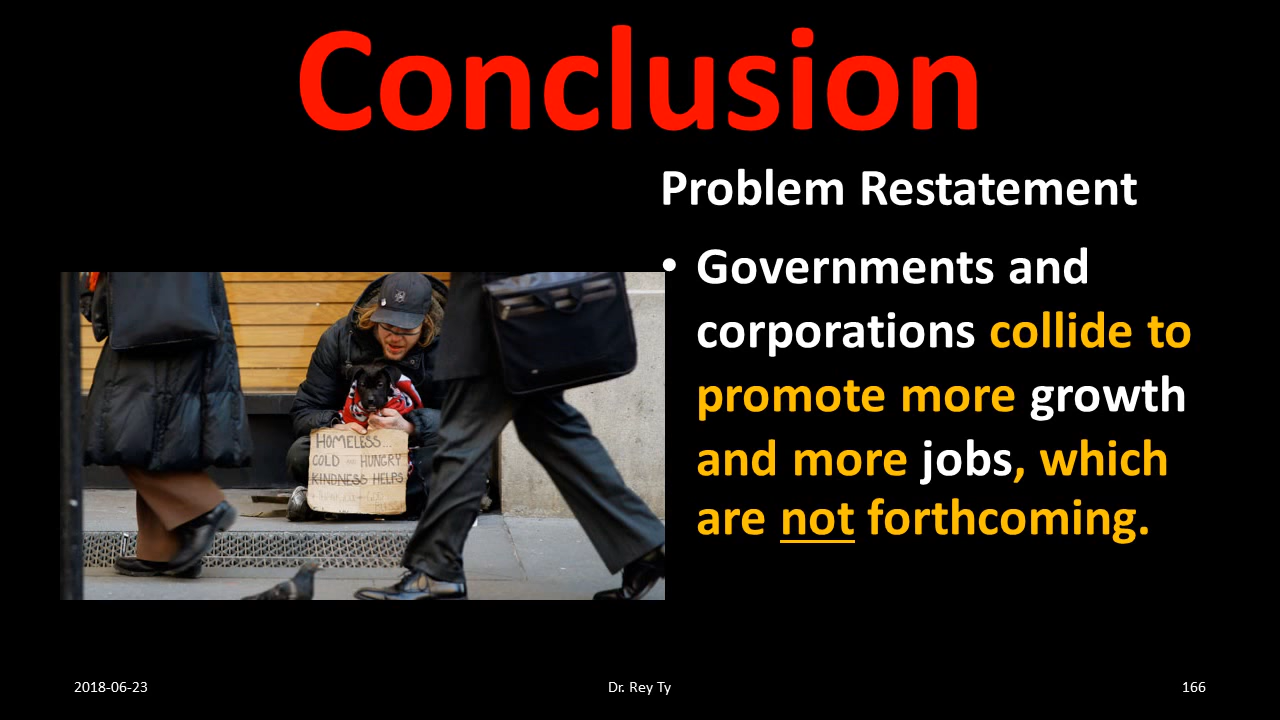 Conclusion
Problem Restatement
• Governments and
corporations collide to
promote more growth
and more jobs, which
are not forthcoming.
HOMELESS...
COLD HUNGRY
KINDNESS HELPS
2018-06-23
Dr. Rey Ty
166